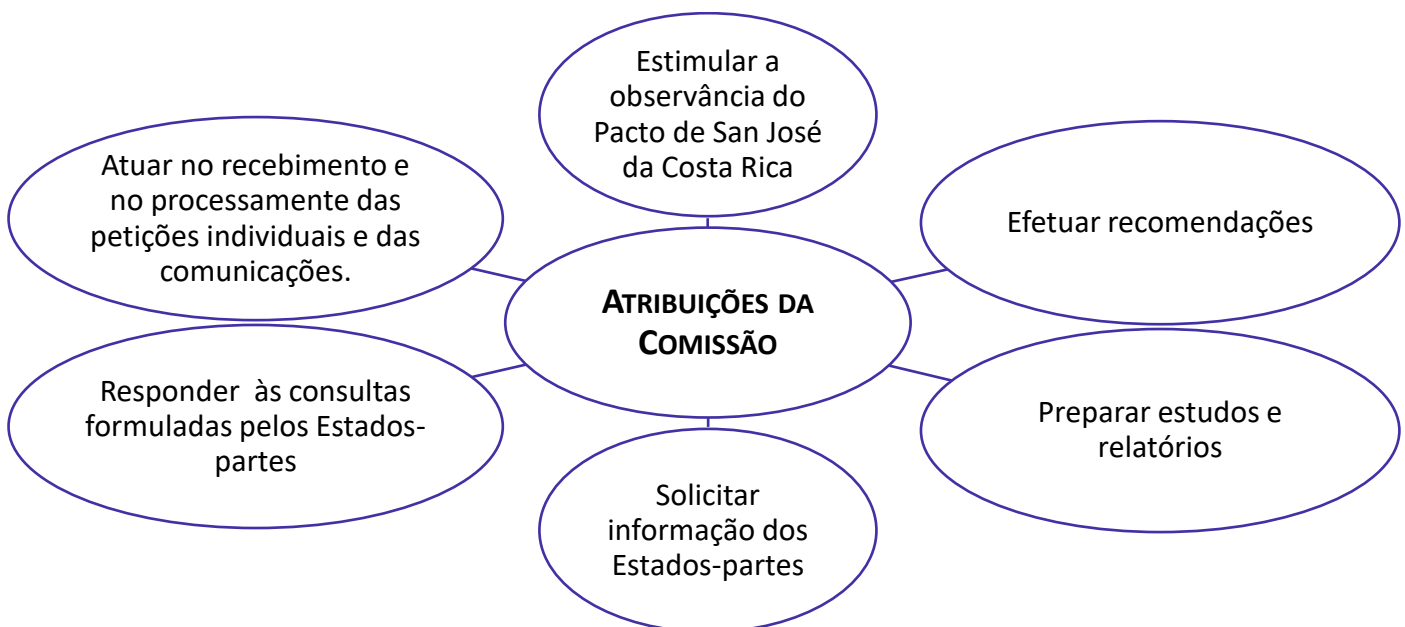 Estimular a
observância do
Pacto de San José
da Costa Rica
Atuar no recebimento e
no processamente das
petições individuais e das
comunicações.
Efetuar recomendações
ATRIBUIÇÕES DA
COMISSÃO
Responder às consultas
formuladas pelos Estados-
partes
Preparar estudos e
relatórios
Solicitar
informação dos
Estados-partes